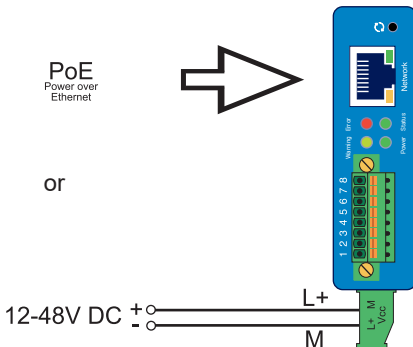 PoE
Power over
Ethernet
or
12-48V DC
+
-
L+
M
Network
Error
Status
Warning
Power
1 2 3 4 5 6 7 8
L+ M
Vcc